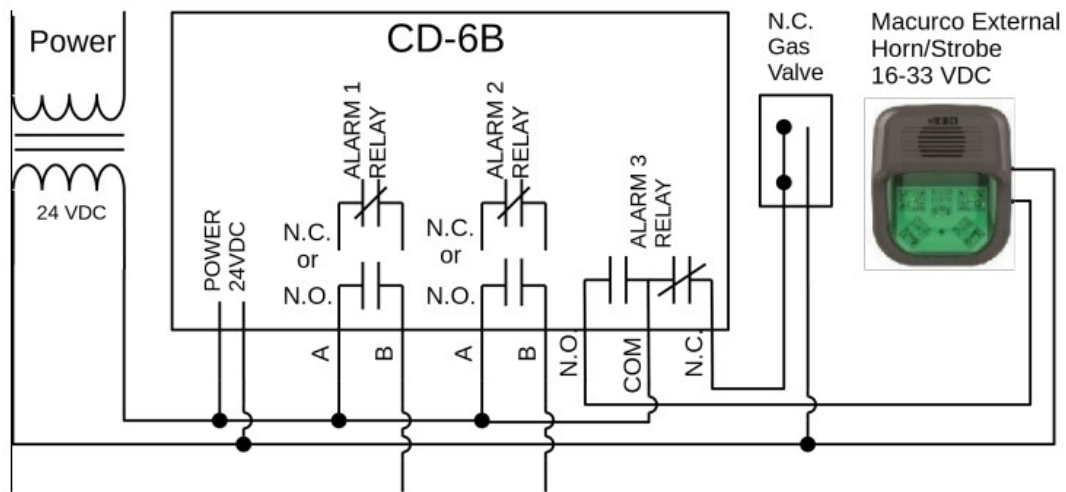 Power
24 VDC
CD-6B
ALARM 1
RELAY
ALARM 2
RELAY
ALARM 3
RELAY
N.C.
or
N.O.
N.C.
or
N.O.
POWER
24VDC
A
B
A
B
N.O.
COM
N.C.
N.C.
Gas
Valve
Macurco External
Horn/Strobe
16-33 VDC